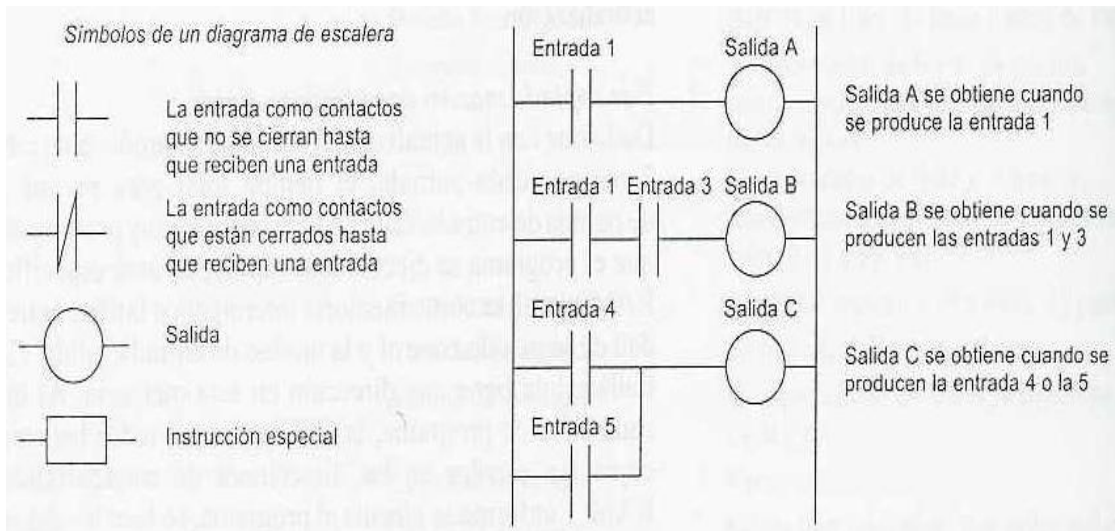 Símbolos de un diagrama de escalera
La entrada como contactos
que no se cierran hasta
que reciben una entrada
La entrada como contactos
que están cerrados hasta
que reciben una entrada
Salida
Instrucción especial
Entrada 1
Salida A
Salida A se obtiene cuando
se produce la entrada 1
Entrada 1
Entrada 3
Salida B
Salida B se obtiene cuando se
producen las entradas 1 y 3
Entrada 4
Salida C
Salida C se obtiene cuando se
producen la entrada 4 o la 5
Entrada 5